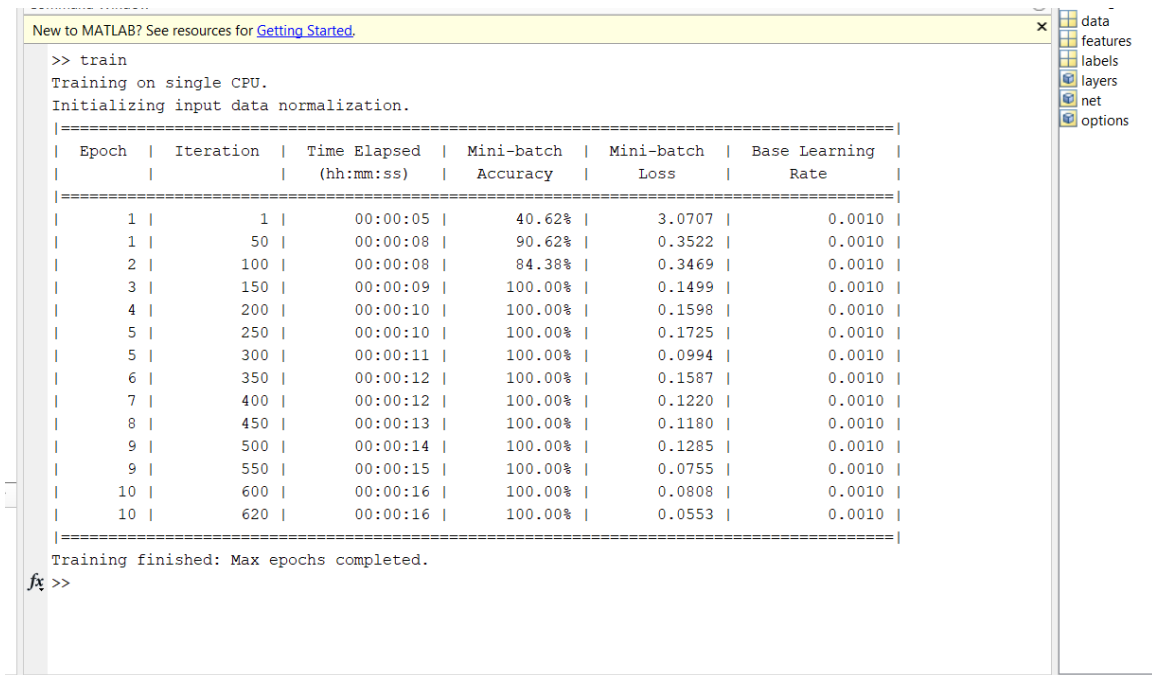 New to MATLAB? See resources for Getting Started.
>> train
Training on single CPU.
Initializing input data normalization.
|======================================================================================|
| Epoch | Iteration | Time Elapsed | Mini-batch | Mini-batch | Base Learning |
| | | (hh:mm:ss) | Accuracy | Loss | Rate |
|======================================================================================|
| 1 | 1 | 00:00:05 | 40.62% | 3.0707 | 0.0010 |
| 1 | 50 | 00:00:08 | 90.62% | 0.3522 | 0.0010 |
| 2 | 100 | 00:00:08 | 84.38% | 0.3469 | 0.0010 |
| 3 | 150 | 00:00:09 | 100.00% | 0.1499 | 0.0010 |
| 4 | 200 | 00:00:10 | 100.00% | 0.1598 | 0.0010 |
| 5 | 250 | 00:00:10 | 100.00% | 0.1725 | 0.0010 |
| 5 | 300 | 00:00:11 | 100.00% | 0.0994 | 0.0010 |
| 6 | 350 | 00:00:12 | 100.00% | 0.1587 | 0.0010 |
| 7 | 400 | 00:00:12 | 100.00% | 0.1220 | 0.0010 |
| 8 | 450 | 00:00:13 | 100.00% | 0.1180 | 0.0010 |
| 9 | 500 | 00:00:14 | 100.00% | 0.1285 | 0.0010 |
| 9 | 550 | 00:00:15 | 100.00% | 0.0755 | 0.0010 |
| 10 | 600 | 00:00:16 | 100.00% | 0.0808 | 0.0010 |
| 10 | 620 | 00:00:16 | 100.00% | 0.0553 | 0.0010 |
|======================================================================================|
Training finished: Max epochs completed.
fx >>
data
features
labels
layers
net
options